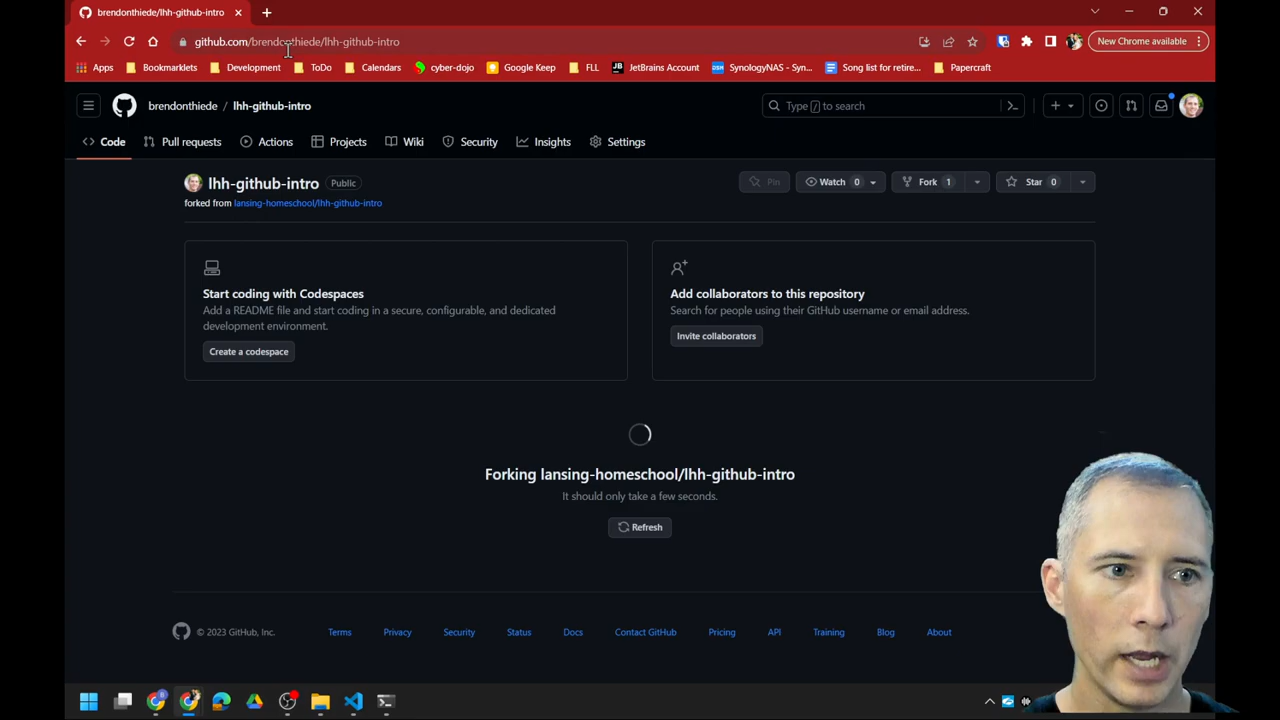 brendonthiede/lhh-github-intro
github.com/brendonthiede/lhh-github-intro
New Chrome available
Apps
Bookmarklets
Development
ToDo
Calendars
cyber-dojo
Google Keep
FLL
JB
JetBrains Account
DSM
SynologyNAS - Syn...
Song list for retire...
Papercraft
brendonthiede / lhh-github-intro
Type / to search
Code
Pull requests
Actions
Projects
Wiki
Security
Insights
Settings
lhh-github-intro
Public
Pin
Watch 0
Fork 1
Star 0
forked from lansing-homeschool/lhh-github-intro
Start coding with Codespaces
Add a README file and start coding in a secure, configurable, and dedicated
development environment.
Create a codespace
Add collaborators to this repository
Search for people using their GitHub username or email address.
Invite collaborators
Forking lansing-homeschool/lhh-github-intro
It should only take a few seconds.
Refresh
© 2023 GitHub, Inc.
Terms
Privacy
Security
Status
Docs
Contact GitHub
Pricing
API
Training
Blog
About